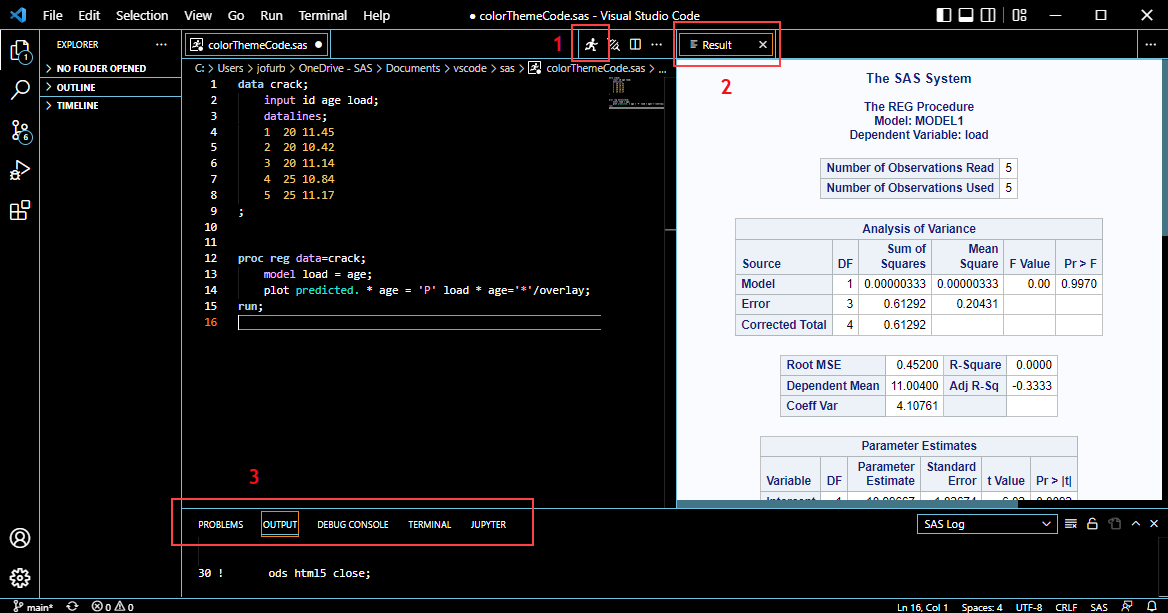 File Edit Selection View Go Run Terminal Help
● colorThemeCode.sas - Visual Studio Code
1
EXPLORER ···
NO FOLDER OPENED
OUTLINE
TIMELINE
6
colorThemeCode.sas ●
1
···
C: > Users > jofurb > OneDrive - SAS > Documents > vscode > sas > colorThemeCode.sas > ...
1 data crack;
2 input id age load;
3 datalines;
4 1 20 11.45
5 2 20 10.42
6 3 20 11.14
7 4 25 10.84
8 5 25 11.17
9 ;
10
11
12 proc reg data=crack;
13 model load = age;
14 plot predicted. * age = 'P' load * age='*'/overlay;
15 run;
16
Result
2
···
The SAS System
The REG Procedure
Model: MODEL1
Dependent Variable: load
Number of Observations Read 5
Number of Observations Used 5
Analysis of Variance
Source DF Sum of Squares Mean Square F Value Pr > F
Model 1 0.00000333 0.00000333 0.00 0.9970
Error 3 0.61292 0.20431
Corrected Total 4 0.61292
Root MSE 0.45200 R-Square 0.0000
Dependent Mean 11.00400 Adj R-Sq -0.3333
Coeff Var 4.10761
Parameter Estimates
Variable DF Parameter Estimate Standard Error t Value Pr > |t|
3
PROBLEMS OUTPUT DEBUG CONSOLE TERMINAL JUPYTER
SAS Log
30 ! ods html5 close;
main* 0 0
Ln 16, Col 1 Spaces: 4 UTF-8 CRLF SAS